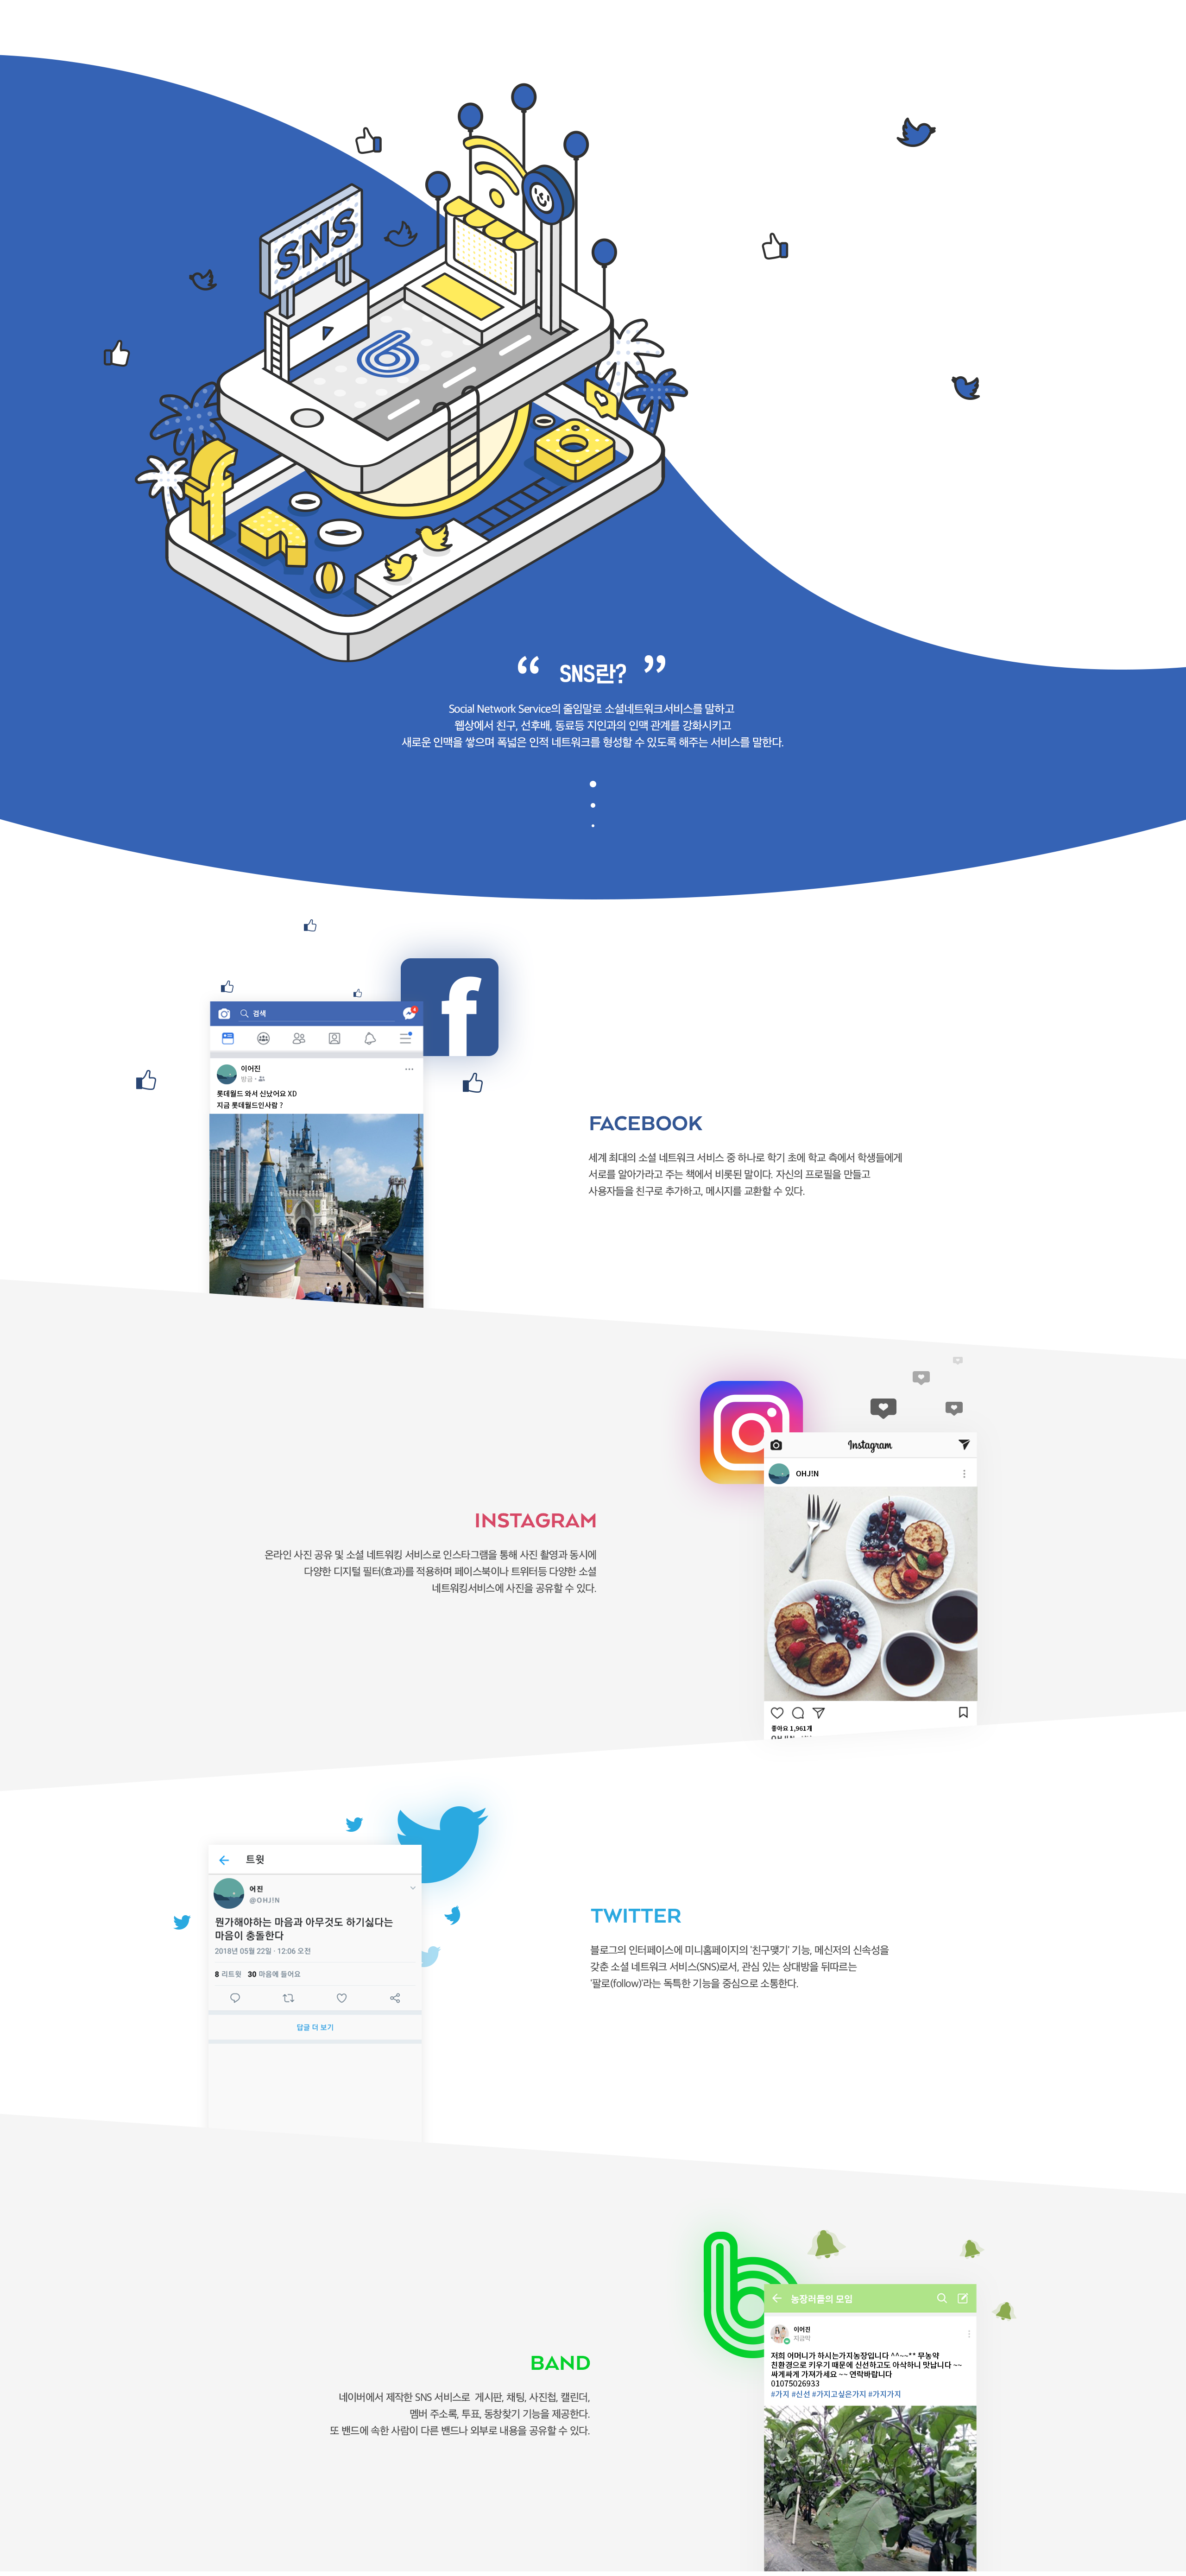 SNS
“ SNS란? ”
Social Network Service의 줄임말로 소셜네트워크서비스를 말하고
웹상에서 친구, 선후배, 동료등 지인과의 인맥 관계를 강화시키고
새로운 인맥을 쌓으며 폭넓은 인적 네트워크를 형성할 수 있도록 해주는 서비스를 말한다.
검색
이어진
방금
롯데월드 와서 신났어요 XD
지금 롯데월드인사람 ?
FACEBOOK
세계 최대의 소셜 네트워크 서비스 중 하나로 학기 초에 학교 측에서 학생들에게
서로를 알아가라고 주는 책에서 비롯된 말이다. 자신의 프로필을 만들고
사용자들을 친구로 추가하고, 메시지를 교환할 수 있다.
Instagram
OHJ!N
INSTAGRAM
온라인 사진 공유 및 소셜 네트워킹 서비스로 인스타그램을 통해 사진 촬영과 동시에
다양한 디지털 필터(효과)를 적용하며 페이스북이나 트위터등 다양한 소셜
네트워킹서비스에 사진을 공유할 수 있다.
좋아요 1,961개
트윗
어진
@OHJ!N
뭔가해야하는 마음과 아무것도 하기싫다는
마음이 충돌한다
2018년 05월 22일 · 12:06 오전
8 리트윗 30 마음에 들어요
답글 더 보기
TWITTER
블로그의 인터페이스에 미니홈페이지의 '친구맺기' 기능, 메신저의 신속성을
갖춘 소셜 네트워크 서비스(SNS)로서, 관심 있는 상대방을 뒤따르는
'팔로(follow)'라는 독특한 기능을 중심으로 소통한다.
농장러들의 모임
이어진
지금막
저희 어머니가 하시는가지농장입니다 ^^~~** 무농약
친환경으로 키우기 때문에 신선하고도 아삭하니 맛납니다 ~~
싸게싸게 가져가세요 ~~ 연락바랍니다
01075026933
#가지 #신선 #가지고싶은가지 #가지가지
BAND
네이버에서 제작한 SNS 서비스로 게시판, 채팅, 사진첩, 캘린더,
멤버 주소록, 투표, 동창찾기 기능을 제공한다.
또 밴드에 속한 사람이 다른 밴드나 외부로 내용을 공유할 수 있다.